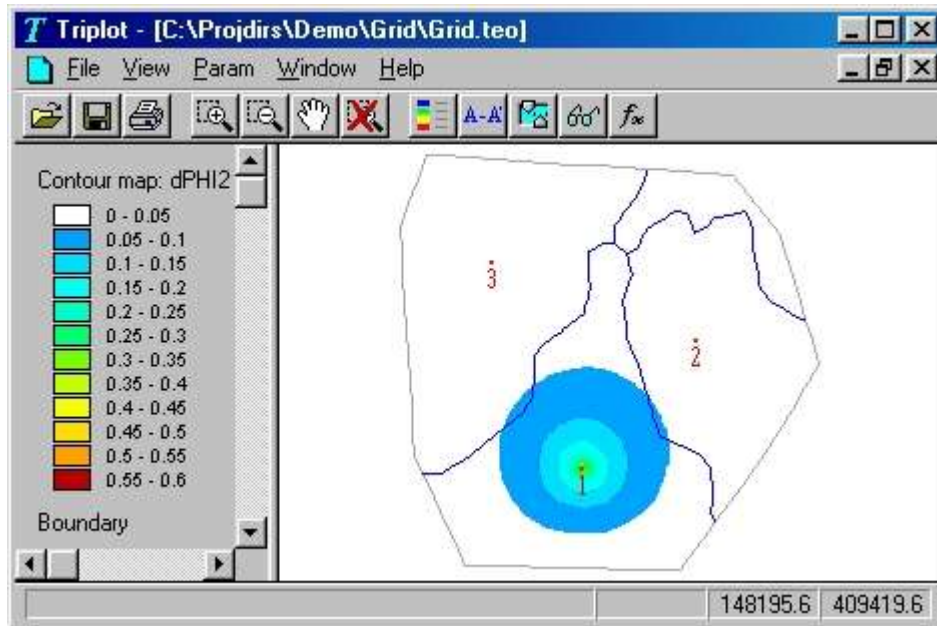 Triplot - [C:\Projdirs\Demo\Grid\Grid.teo]
File View Param Window Help
A-A'
Contour map: dPHI2
0 - 0.05
0.05 - 0.1
0.1 - 0.15
0.15 - 0.2
0.2 - 0.25
0.25 - 0.3
0.3 - 0.35
0.35 - 0.4
0.4 - 0.45
0.45 - 0.5
0.5 - 0.55
0.55 - 0.6
Boundary
3
2
1
148195.6 409419.6